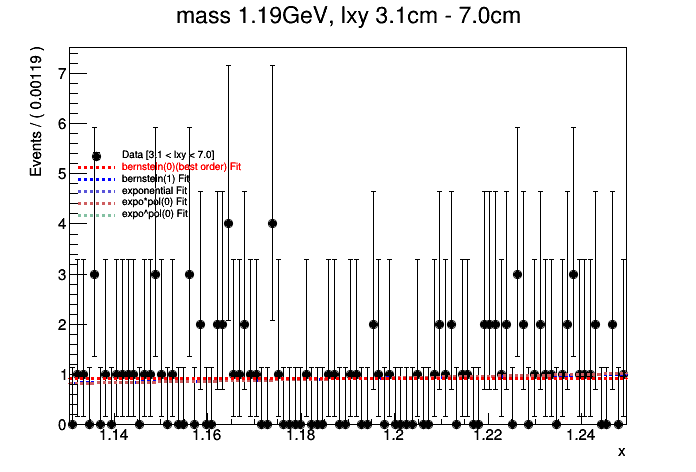 mass 1.19GeV, lxy 3.1cm - 7.0cm
Events / ( 0.00119 )
7
6
5
4
3
2
1
0
Data [3.1 < lxy < 7.0]
bernstein(0)(best order) Fit
bernstein(1) Fit
exponential Fit
expo*pol(0) Fit
expo^pol(0) Fit
1.14 1.16 1.18 1.2 1.22 1.24
x